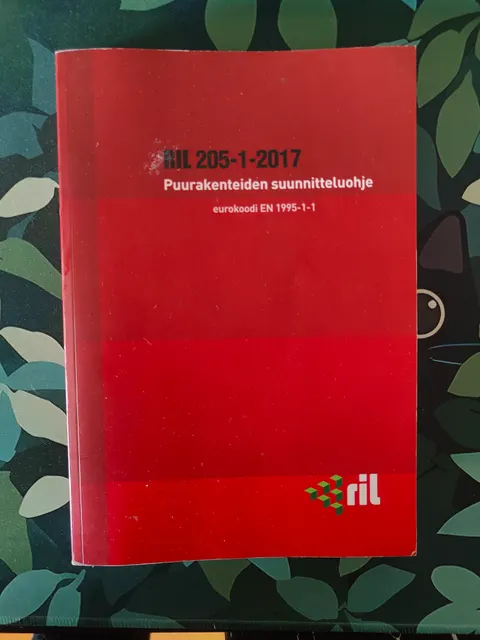 RIL 205-1-2017
Puurakenteiden suunnitteluohje
eurokoodi EN 1995-1-1
ril